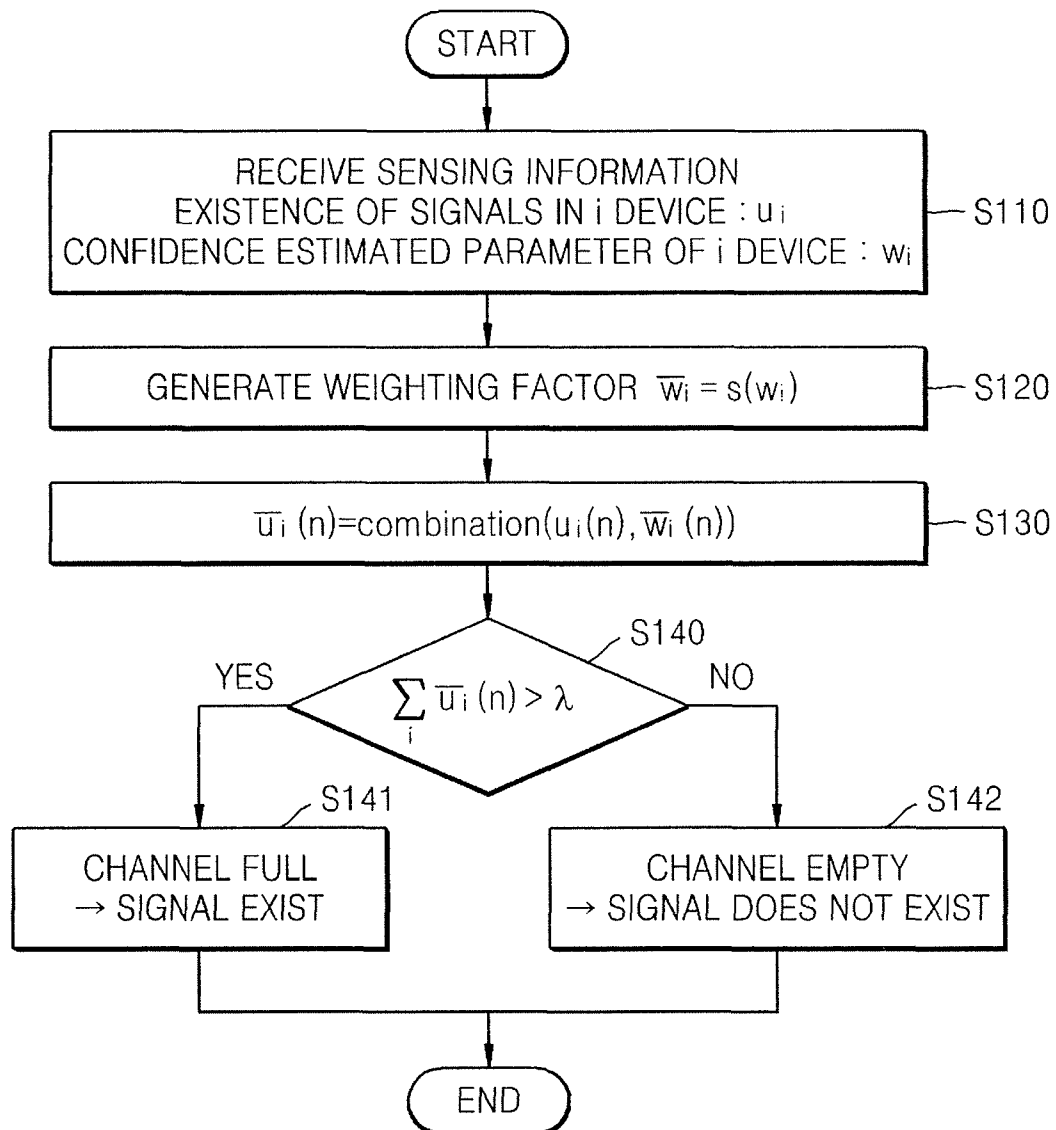 START
RECEIVE SENSING INFORMATION
EXISTENCE OF SIGNALS IN i DEVICE : uᵢ
CONFIDENCE ESTIMATED PARAMETER OF i DEVICE : wᵢ
S110
GENERATE WEIGHTING FACTOR w̅ᵢ = s(wᵢ)
S120
u̅ᵢ(n)=combination(uᵢ(n),w̅ᵢ(n))
S130
S140
YES
∑ᵢ u̅ᵢ(n) > λ
NO
S141
CHANNEL FULL
→ SIGNAL EXIST
S142
CHANNEL EMPTY
→ SIGNAL DOES NOT EXIST
END